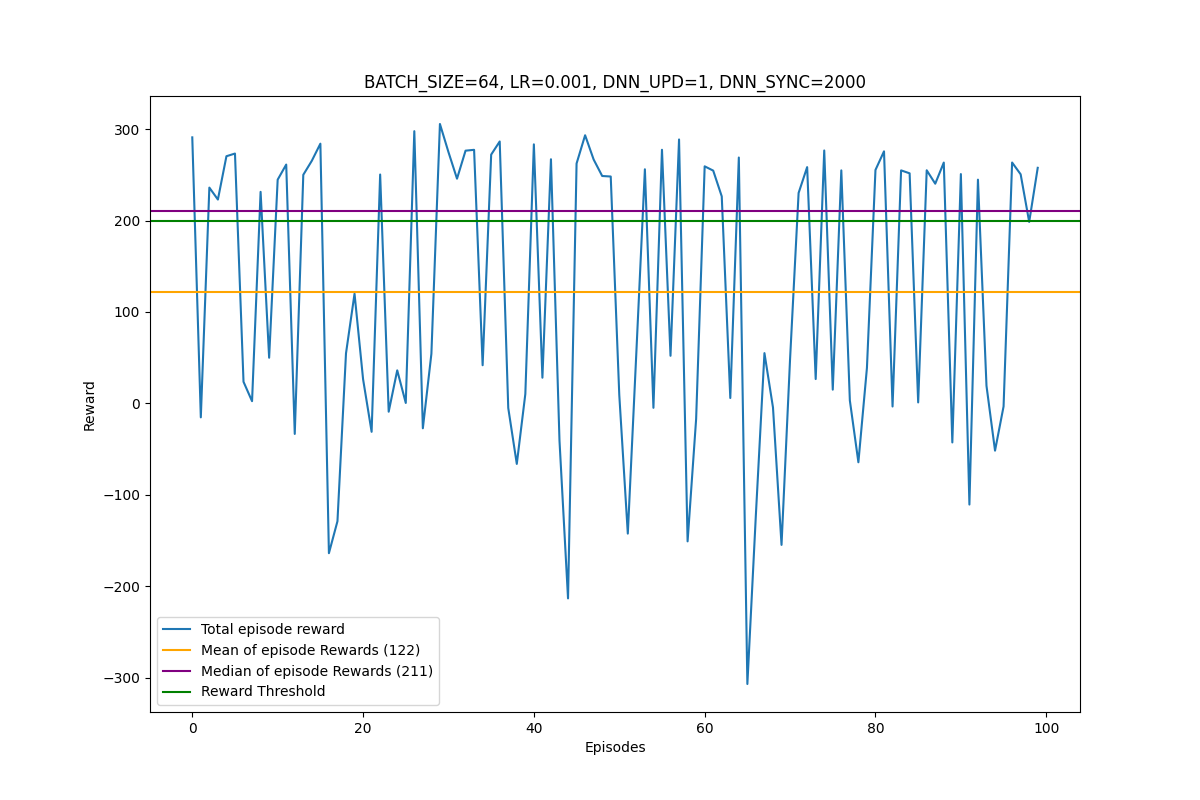 BATCH_SIZE=64, LR=0.001, DNN_UPD=1, DNN_SYNC=2000
300
200
100
0
−100
−200
−300
Reward
Total episode reward
Mean of episode Rewards (122)
Median of episode Rewards (211)
Reward Threshold
0 20 40 60 80 100
Episodes